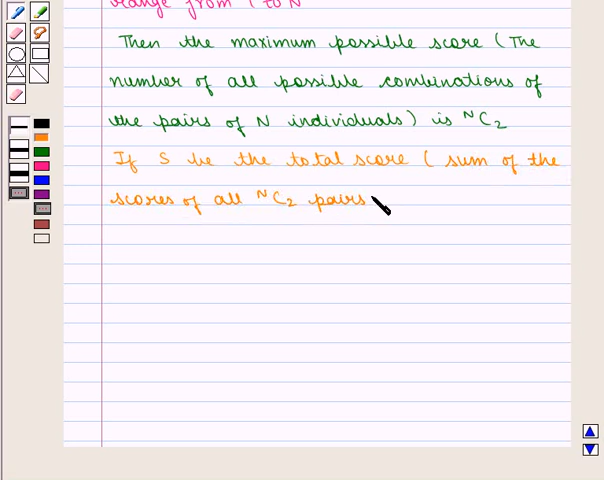 range from 1 to N
Then the maximum possible score (The
number of all possible combinations of
the pairs of N individuals) is ᴺC₂
If S be the total score ( sum of the
scores of all ᴺC₂ pairs